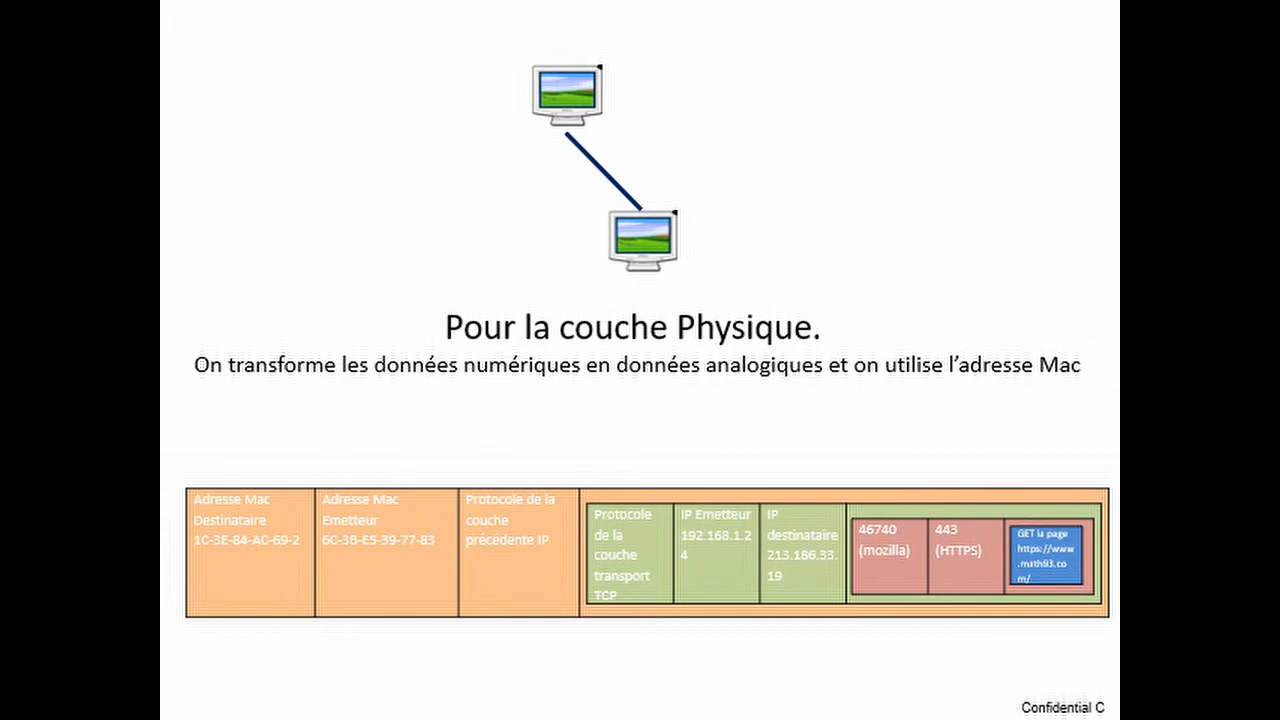 Pour la couche Physique.
On transforme les données numériques en données analogiques et on utilise l’adresse Mac
Adresse Mac
Destinataire
1C-3E-84-AC-69-2
Adresse Mac
Emetteur
6C-3B-E5-39-77-83
Protocole de la
couche
précédente IP
Protocole
de la
couche
transport
TCP
IP Emetteur
192.168.1.2
4
IP
destinataire
213.186.33.
19
46740
(mozilla)
443
(HTTPS)
GET la page
https://www
.math93.co
m/
Confidential C